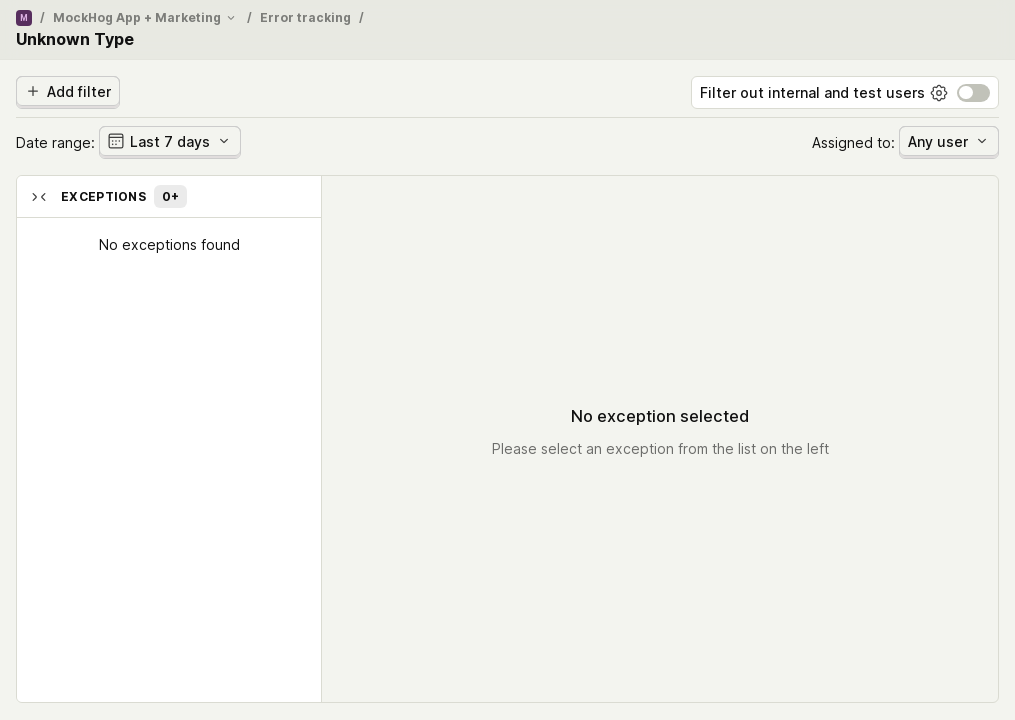 M / MockHog App + Marketing / Error tracking /
Unknown Type
Add filter
Filter out internal and test users
Date range: Last 7 days
Assigned to: Any user
EXCEPTIONS 0+
No exceptions found
No exception selected
Please select an exception from the list on the left